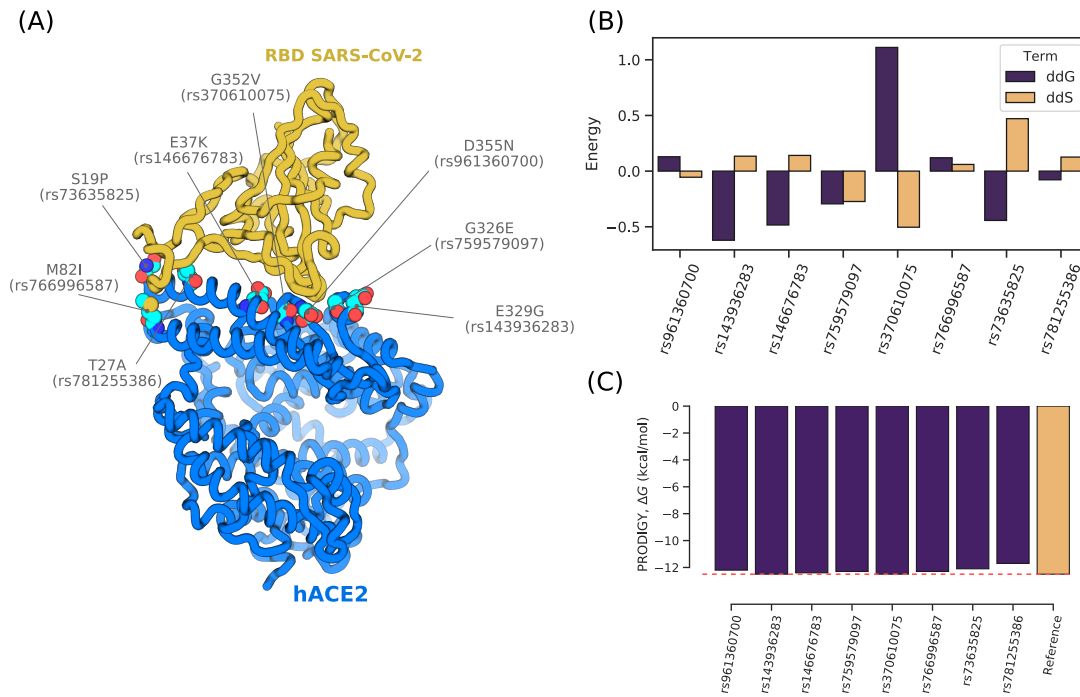 (A)
RBD SARS-CoV-2
G352V
(rs370610075)
E37K
(rs146676783)
D355N
(rs961360700)
S19P
(rs73635825)
G326E
(rs759579097)
M82I
(rs766996587)
E329G
(rs143936283)
T27A
(rs781255386)
hACE2
(B)
Term
ddG
ddS
Energy
1.0
0.5
0.0
−0.5
rs961360700
rs143936283
rs146676783
rs759579097
rs370610075
rs766996587
rs73635825
rs781255386
(C)
PRODIGY, ΔG (kcal/mol)
0
−2
−4
−6
−8
−10
−12
rs961360700
rs143936283
rs146676783
rs759579097
rs370610075
rs766996587
rs73635825
rs781255386
Reference